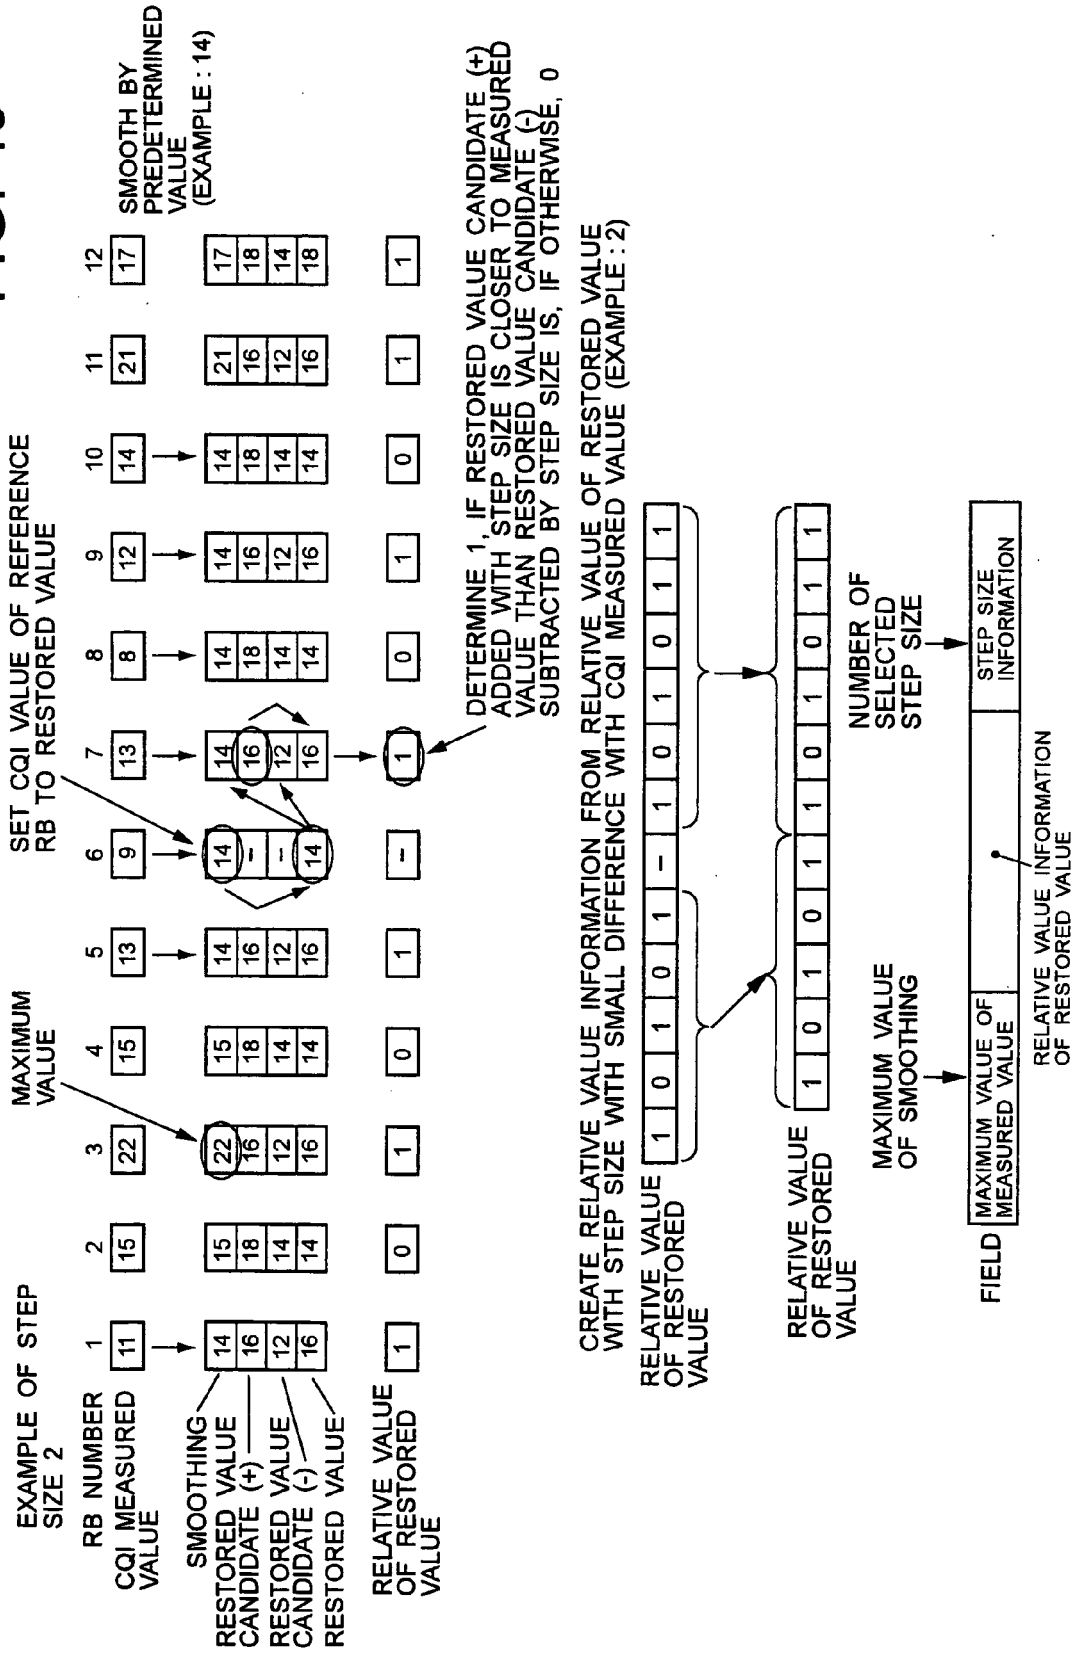 EXAMPLE OF STEP
SIZE 2
MAXIMUM
VALUE
SET CQI VALUE OF REFERENCE
RB TO RESTORED VALUE
SMOOTH BY
PREDETERMINED
VALUE
(EXAMPLE : 14)
RB NUMBER 1 2 3 4 5 6 7 8 9 10 11 12
CQI MEASURED
VALUE
11 15 22 15 13 9 13 8 12 14 21 17
SMOOTHING 14 15 22 15 14 14 14 14 14 14 21 17
RESTORED VALUE
CANDIDATE (+)
16 18 16 18 16 – 16 18 16 18 16 18
RESTORED VALUE
CANDIDATE (-)
12 14 12 14 12 – 12 14 12 14 12 14
RESTORED VALUE 16 14 16 14 16 14 16 14 16 14 16 18
RELATIVE VALUE
OF RESTORED
VALUE
1 0 1 0 1 – 1 0 1 0 1 1
DETERMINE 1, IF RESTORED VALUE CANDIDATE (+)
ADDED WITH STEP SIZE IS CLOSER TO MEASURED
VALUE THAN RESTORED VALUE CANDIDATE (-)
SUBTRACTED BY STEP SIZE IS, IF OTHERWISE, 0
CREATE RELATIVE VALUE INFORMATION FROM RELATIVE VALUE OF RESTORED VALUE
WITH STEP SIZE WITH SMALL DIFFERENCE WITH CQI MEASURED VALUE (EXAMPLE : 2)
RELATIVE VALUE
OF RESTORED
VALUE
1 0 1 0 1 – 1 0 1 0 1 1
RELATIVE VALUE
OF RESTORED
VALUE
1 0 1 0 1 1 0 1 0 1 1
MAXIMUM VALUE
OF SMOOTHING
NUMBER OF
SELECTED
STEP SIZE
FIELD
MAXIMUM VALUE OF
MEASURED VALUE
STEP SIZE
INFORMATION
RELATIVE VALUE INFORMATION
OF RESTORED VALUE